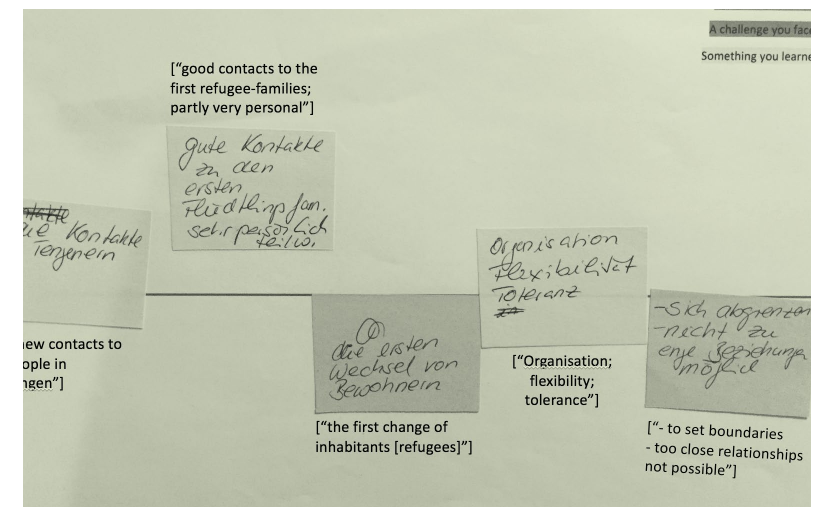 A challenge you face
Something you learne
["good contacts to the
first refugee-families;
partly very personal"]
gute Kontakte
zu den
ersten
Flüchtlingsfam.
sehr persönlich
teilw.
Kontakte
ew contacts to
ople in
ngen"]
die ersten
Wechsel von
Bewohnern
["the first change of
inhabitants [refugees]"]
Organisation
Flexibilität
Toleranz
["Organisation;
flexibility;
tolerance"]
-sich abgrenzen
-nicht zu
enge Beziehungen
möglich
["- to set boundaries
- too close relationships
not possible"]